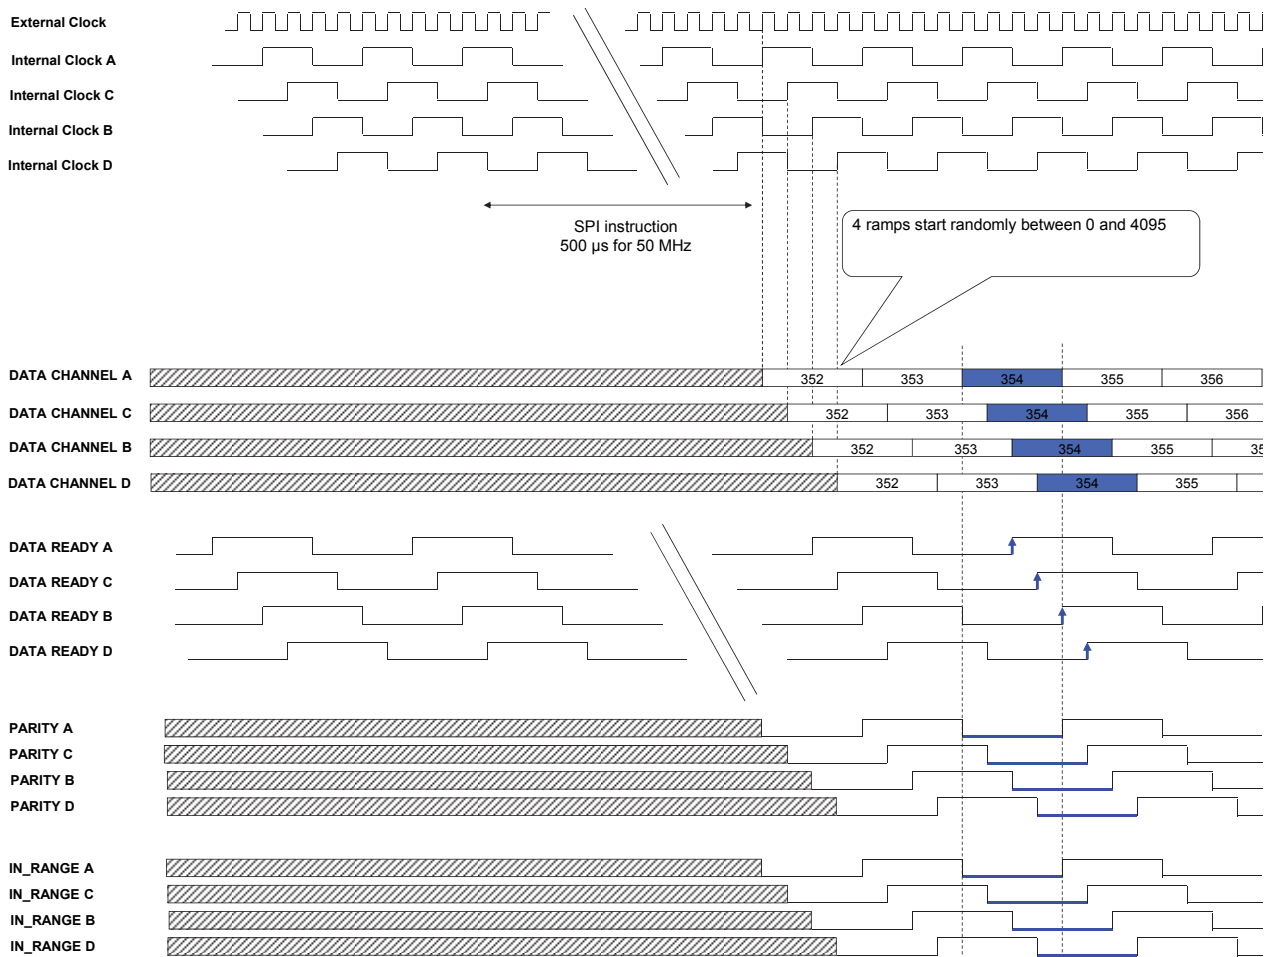 External Clock
Internal Clock A
Internal Clock C
Internal Clock B
Internal Clock D
SPI instruction
500 µs for 50 MHz
4 ramps start randomly between 0 and 4095
DATA CHANNEL A 352 353 354 355 356
DATA CHANNEL C 352 353 354 355 356
DATA CHANNEL B 352 353 354 355
DATA CHANNEL D 352 353 354 355
DATA READY A
DATA READY C
DATA READY B
DATA READY D
PARITY A
PARITY C
PARITY B
PARITY D
IN_RANGE A
IN_RANGE C
IN_RANGE B
IN_RANGE D